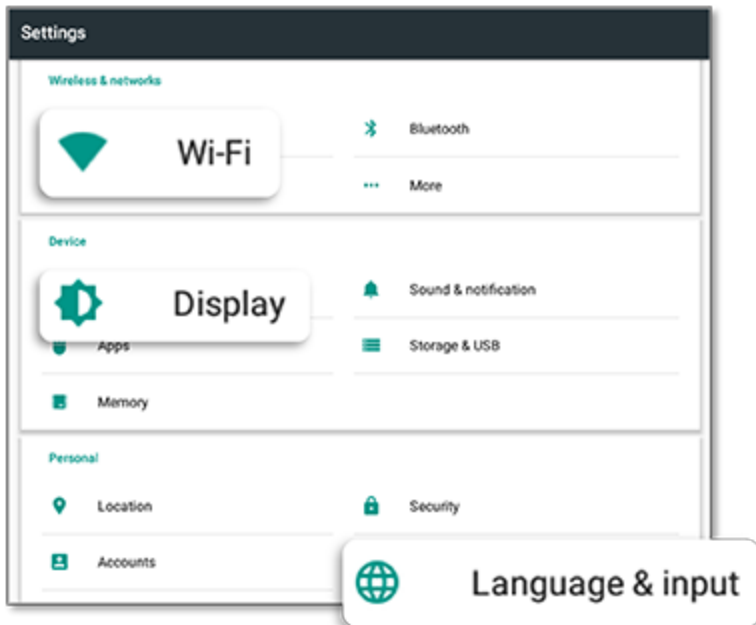 Settings
Wireless & networks
Wi-Fi
Bluetooth
More
Device
Display
Sound & notification
Apps
Storage & USB
Memory
Personal
Location
Security
Accounts
Language & input